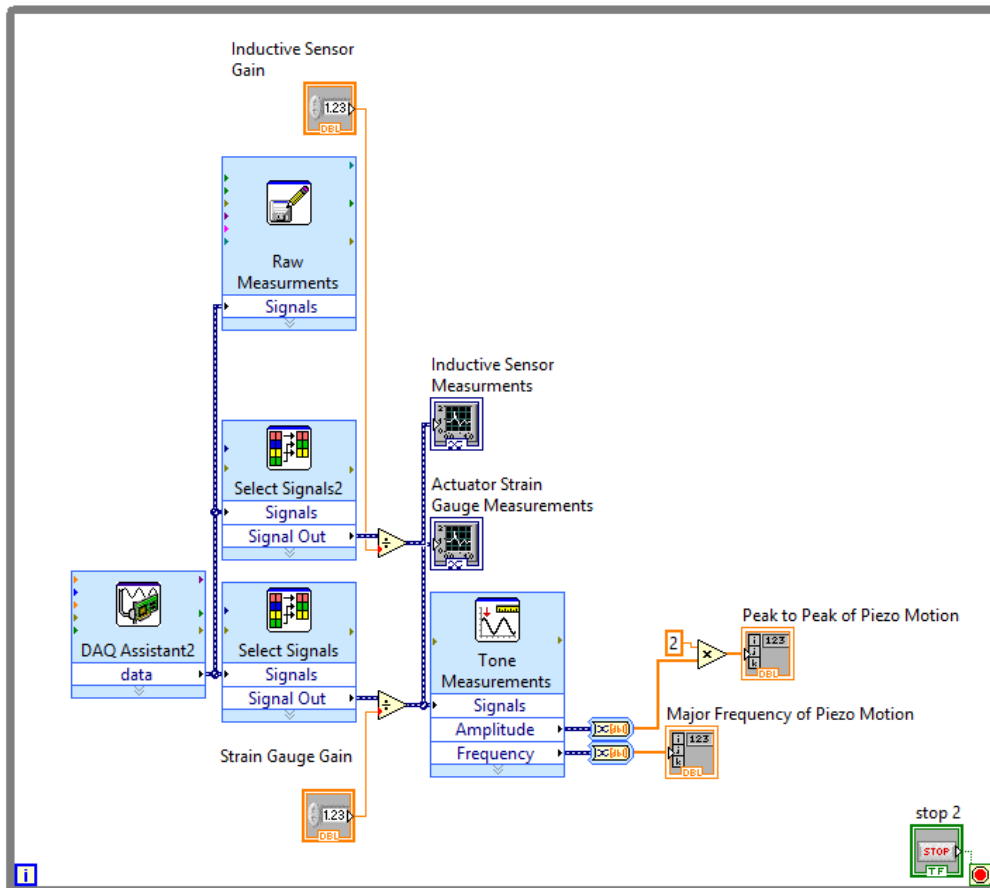 Inductive Sensor
Gain
1.23
DBL
Raw
Measurments
Signals
Inductive Sensor
Measurments
Select Signals2
Signals
Signal Out
Actuator Strain
Gauge Measurements
DAQ Assistant2
data
Select Signals
Signals
Signal Out
Tone
Measurements
Signals
Amplitude
Frequency
2
Peak to Peak of Piezo Motion
i
j
k
123
DBL
Major Frequency of Piezo Motion
i
j
k
123
DBL
Strain Gauge Gain
1.23
DBL
stop 2
STOP
TF
i